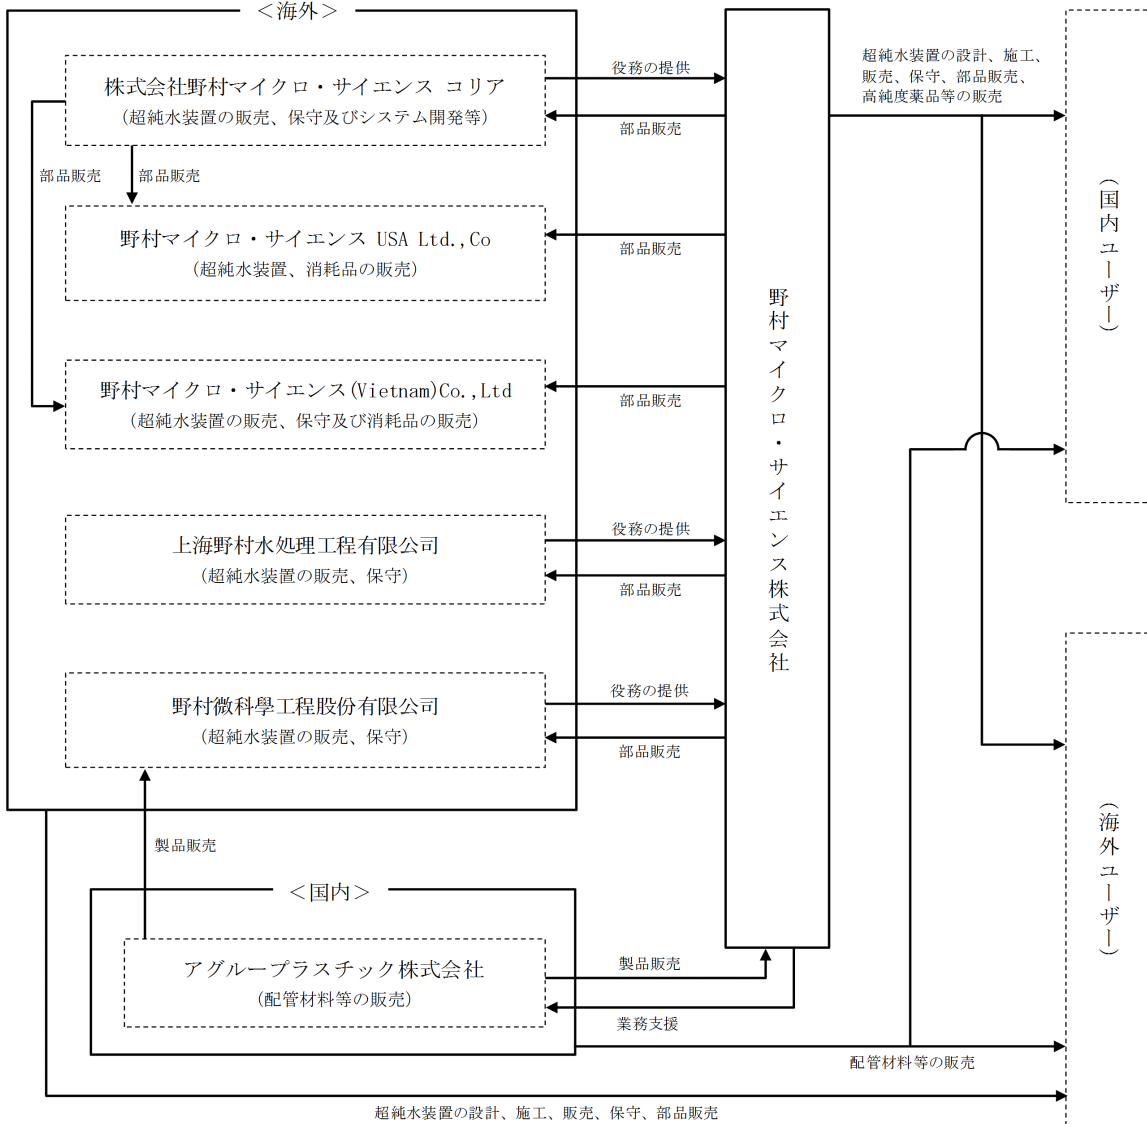 ＜海外＞
株式会社野村マイクロ・サイエンス コリア
（超純水装置の販売、保守及びシステム開発等）
役務の提供
部品販売
部品販売
部品販売
野村マイクロ・サイエンス USA Ltd.,Co
（超純水装置、消耗品の販売）
部品販売
野村マイクロ・サイエンス(Vietnam)Co.,Ltd
（超純水装置の販売、保守及び消耗品の販売）
部品販売
上海野村水処理工程有限公司
（超純水装置の販売、保守）
役務の提供
部品販売
野村微科學工程股份有限公司
（超純水装置の販売、保守）
役務の提供
部品販売
製品販売
＜国内＞
アグループラスチック株式会社
（配管材料等の販売）
製品販売
業務支援
野村マイクロ・サイエンス株式会社
超純水装置の設計、施工、
販売、保守、部品販売、
高純度薬品等の販売
（国内ユーザー）
（海外ユーザー）
配管材料等の販売
超純水装置の設計、施工、販売、保守、部品販売